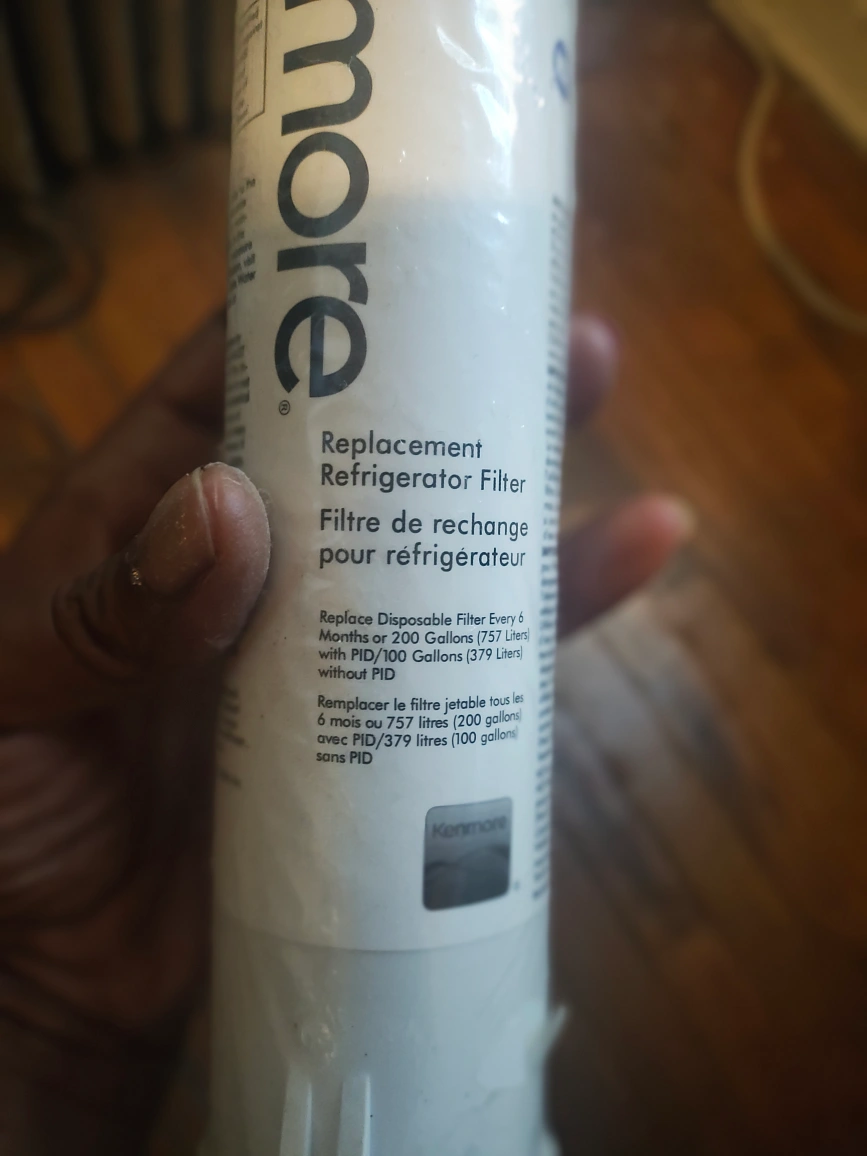 more®
Replacement
Refrigerator Filter
Filtre de rechange
pour réfrigérateur
Replace Disposable Filter Every 6
Months or 200 Gallons (757 Liters)
with PID/100 Gallons (379 Liters)
without PID
Remplacer le filtre jetable tous les
6 mois ou 757 litres (200 gallons)
avec PID/379 litres (100 gallons)
sans PID
Kenmore